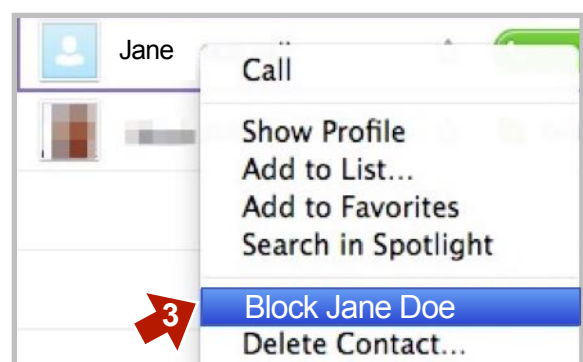 Jane
Call
Show Profile
Add to List...
Add to Favorites
Search in Spotlight
3
Block Jane Doe
Delete Contact...